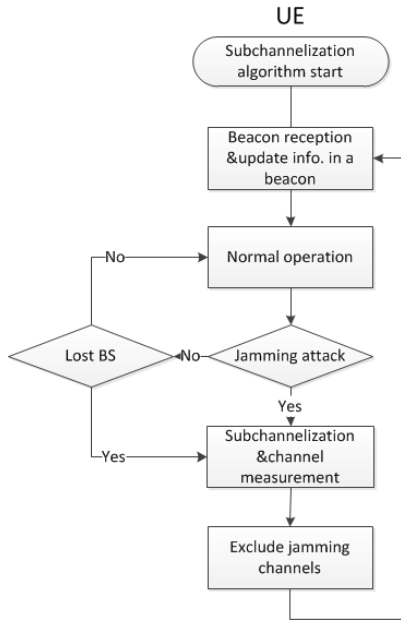 UE
Subchannelization
algorithm start
Beacon reception
&update info. in a
beacon
No
Normal operation
Lost BS
No
Jamming attack
Yes
Yes
Subchannelization
&channel
measurement
Exclude jamming
channels